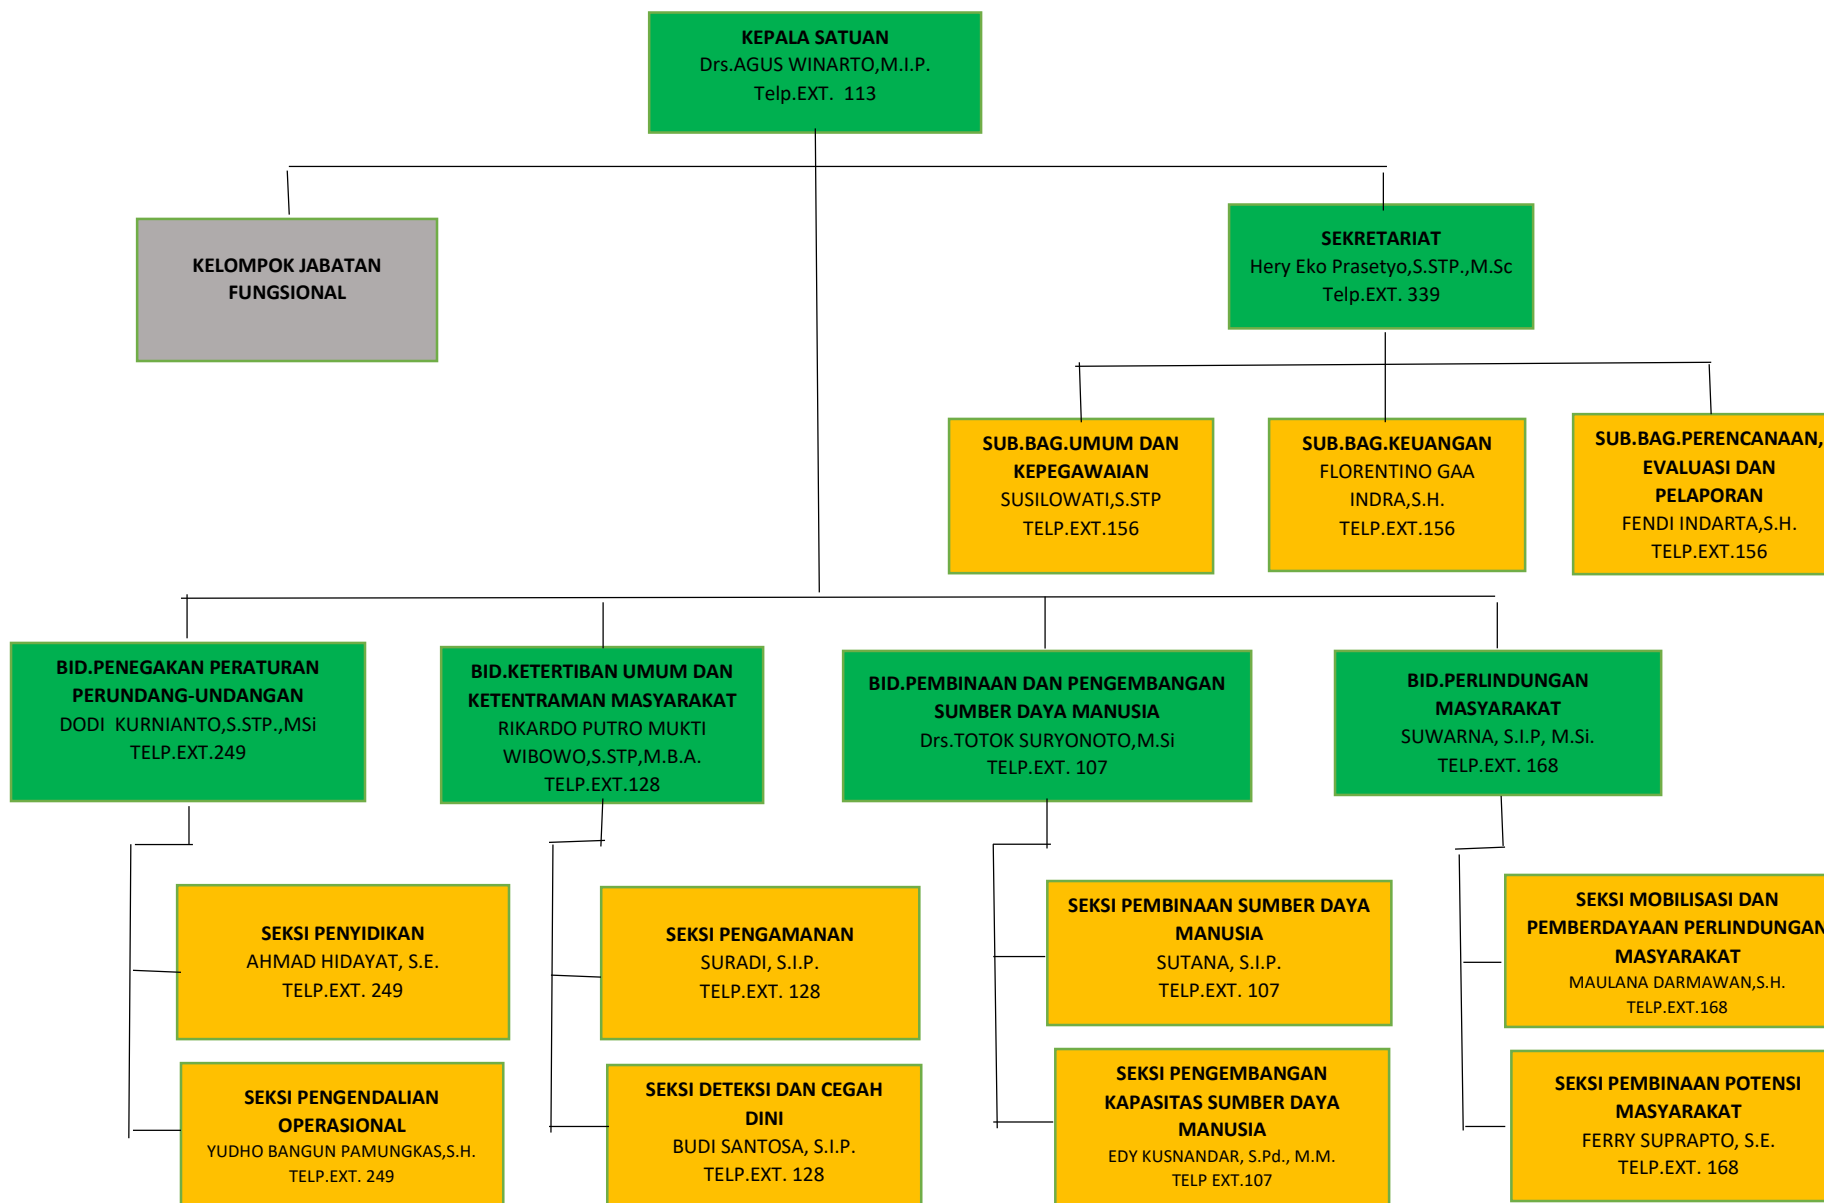 KEPALA SATUAN
Drs.AGUS WINARTO,M.I.P.
Telp.EXT.  113
KELOMPOK JABATAN
FUNGSIONAL
SEKRETARIAT
Hery Eko Prasetyo,S.STP.,M.Sc
Telp.EXT. 339
SUB.BAG.UMUM DAN
KEPEGAWAIAN
SUSILOWATI,S.STP
TELP.EXT.156
SUB.BAG.KEUANGAN
FLORENTINO GAA
INDRA,S.H.
TELP.EXT.156
SUB.BAG.PERENCANAAN,
EVALUASI DAN
PELAPORAN
FENDI INDARTA,S.H.
TELP.EXT.156
BID.PENEGAKAN PERATURAN
PERUNDANG-UNDANGAN
DODI  KURNIANTO,S.STP.,MSi
TELP.EXT.249
BID.KETERTIBAN UMUM DAN
KETENTRAMAN MASYARAKAT
RIKARDO PUTRO MUKTI
WIBOWO,S.STP,M.B.A.
TELP.EXT.128
BID.PEMBINAAN DAN PENGEMBANGAN
SUMBER DAYA MANUSIA
Drs.TOTOK SURYONOTO,M.Si
TELP.EXT. 107
BID.PERLINDUNGAN
MASYARAKAT
SUWARNA, S.I.P, M.Si.
TELP.EXT. 168
SEKSI PENYIDIKAN
AHMAD HIDAYAT, S.E.
TELP.EXT. 249
SEKSI PENGAMANAN
SURADI, S.I.P.
TELP.EXT. 128
SEKSI PEMBINAAN SUMBER DAYA
MANUSIA
SUTANA, S.I.P.
TELP.EXT. 107
SEKSI MOBILISASI DAN
PEMBERDAYAAN PERLINDUNGAN
MASYARAKAT
MAULANA DARMAWAN,S.H.
TELP.EXT.168
SEKSI PENGENDALIAN
OPERASIONAL
YUDHO BANGUN PAMUNGKAS,S.H.
TELP.EXT. 249
SEKSI DETEKSI DAN CEGAH
DINI
BUDI SANTOSA, S.I.P.
TELP.EXT. 128
SEKSI PENGEMBANGAN
KAPASITAS SUMBER DAYA
MANUSIA
EDY KUSNANDAR, S.Pd., M.M.
TELP EXT.107
SEKSI PEMBINAAN POTENSI
MASYARAKAT
FERRY SUPRAPTO, S.E.
TELP.EXT. 168